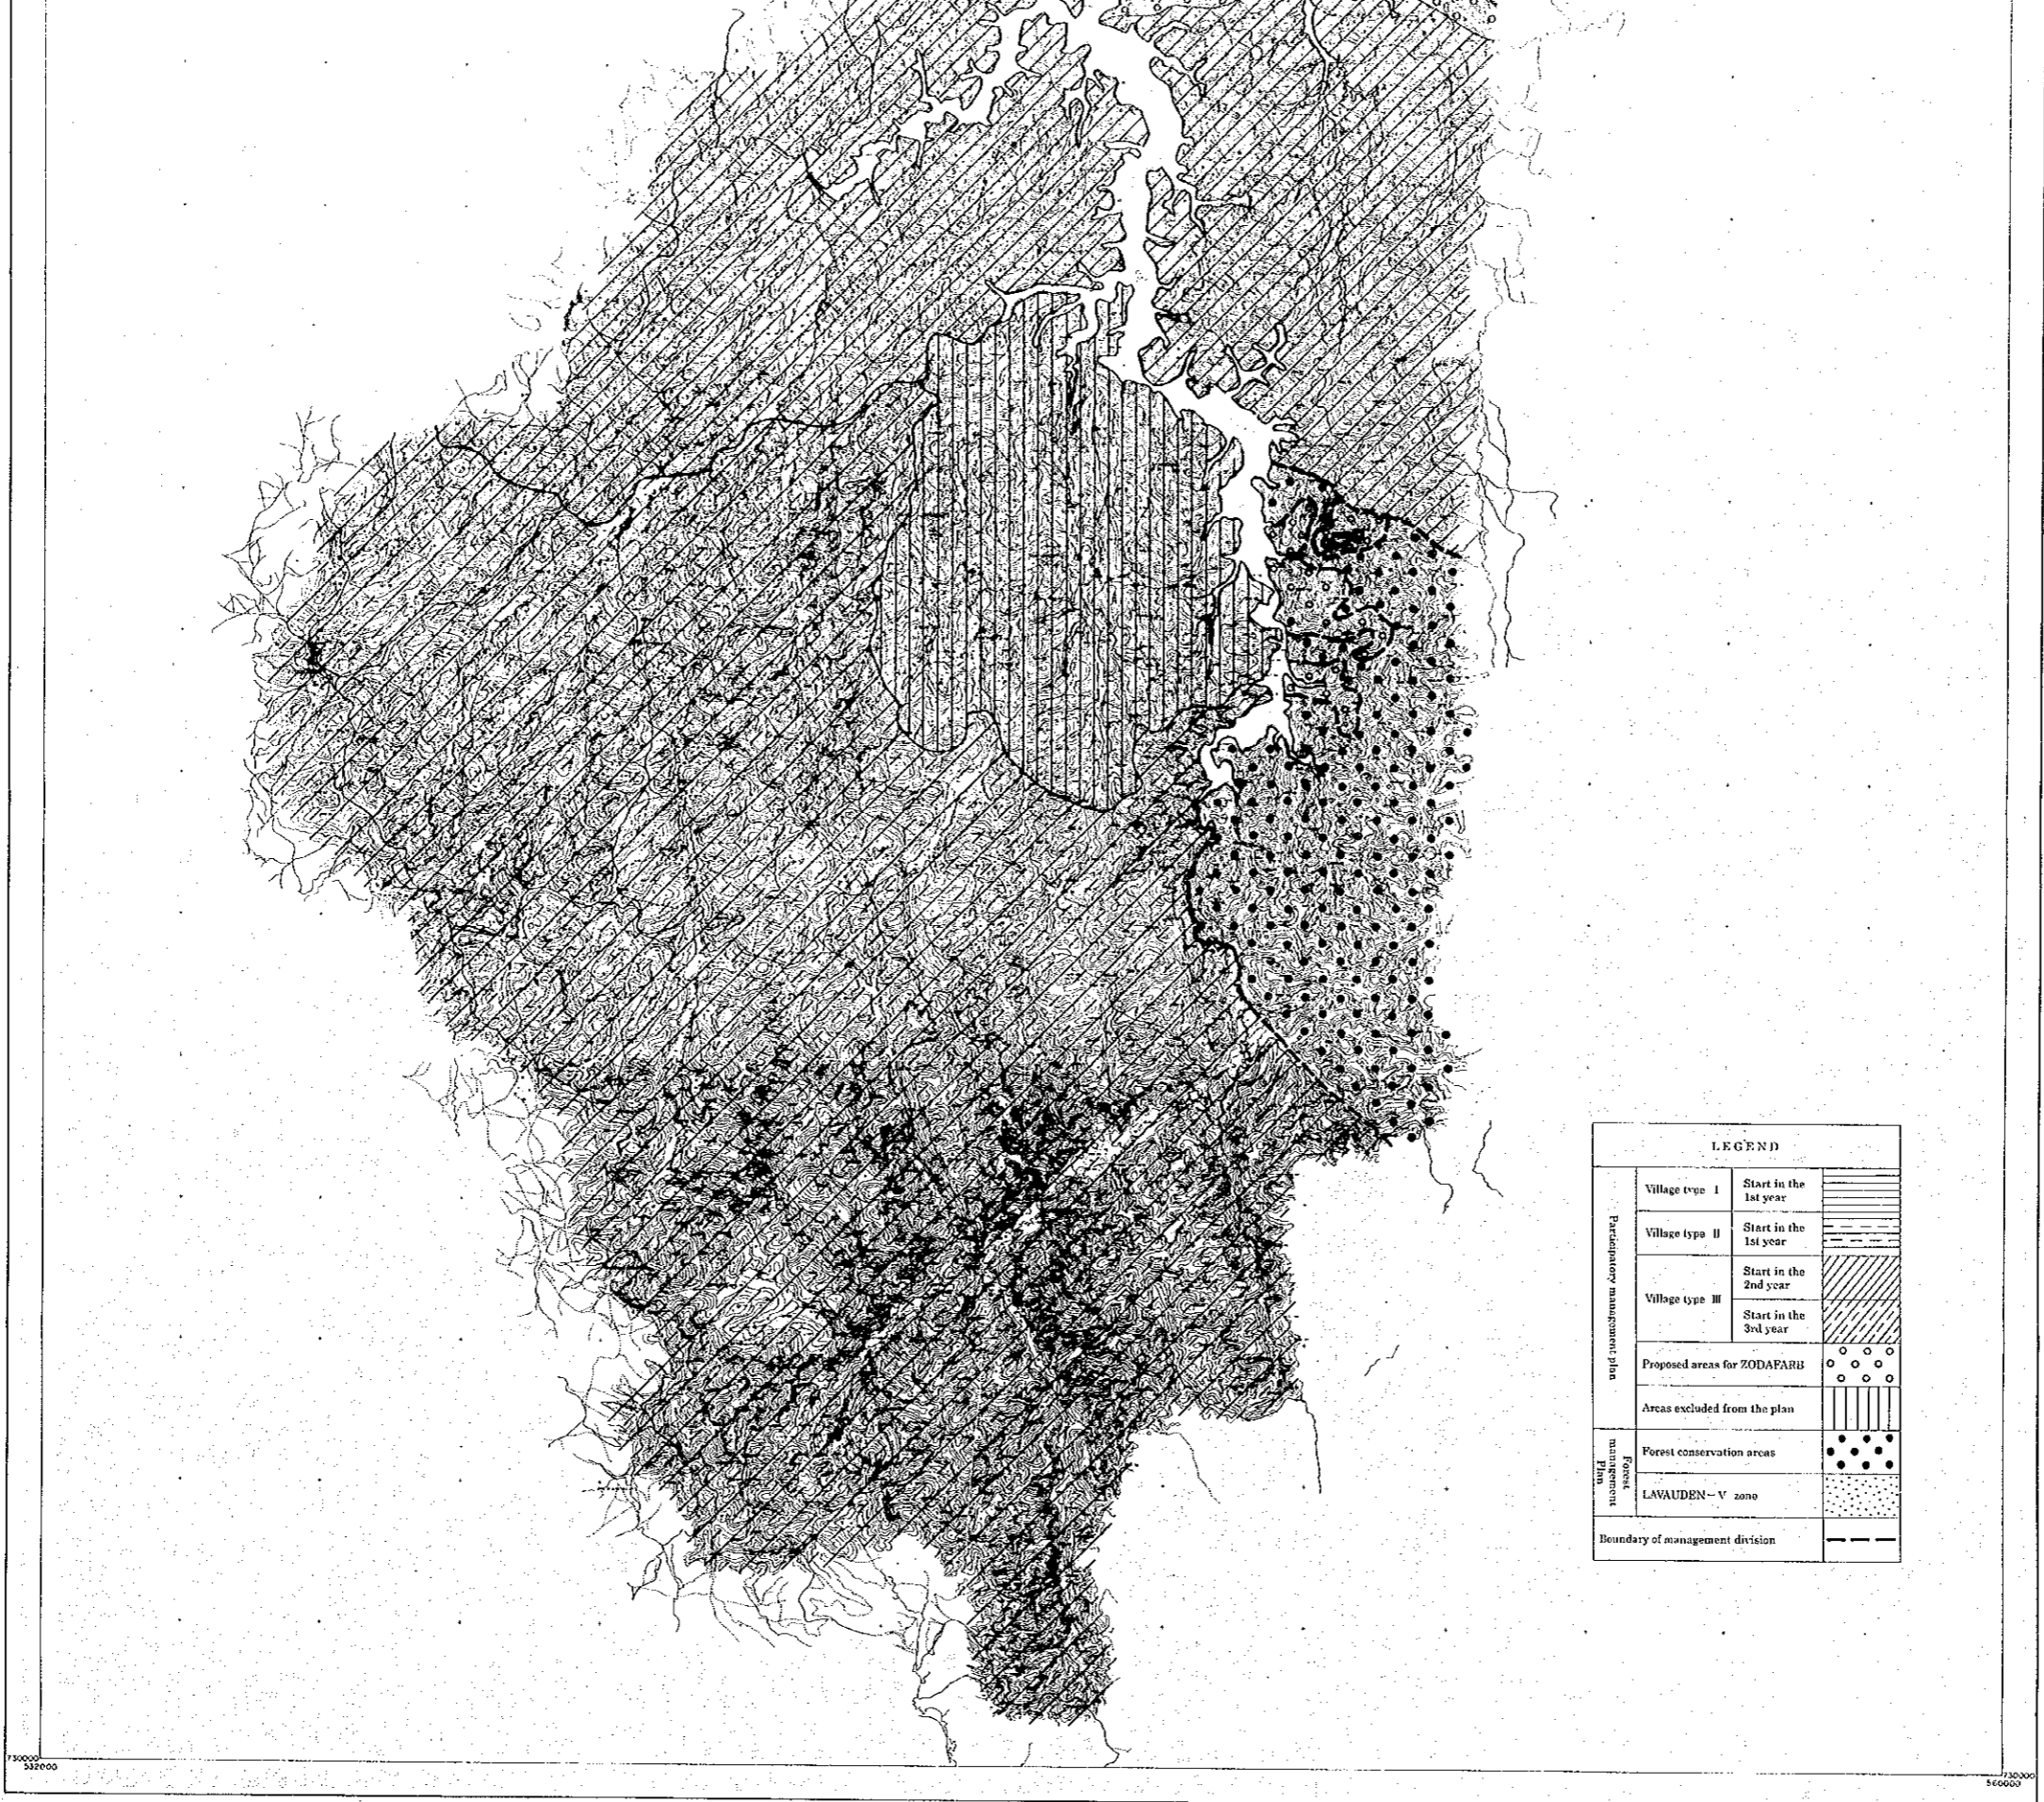 LEGEND
Participatory management plan
Village type I
Start in the
1st year
Village type II
Start in the
1st year
Village type III
Start in the
2nd year
Start in the
3rd year
Proposed areas for ZODAFARB
Areas excluded from the plan
Forest
management
Plan
Forest conservation areas
LAVAUDEN-V zone
Boundary of management division
730000
532000
730000
560000